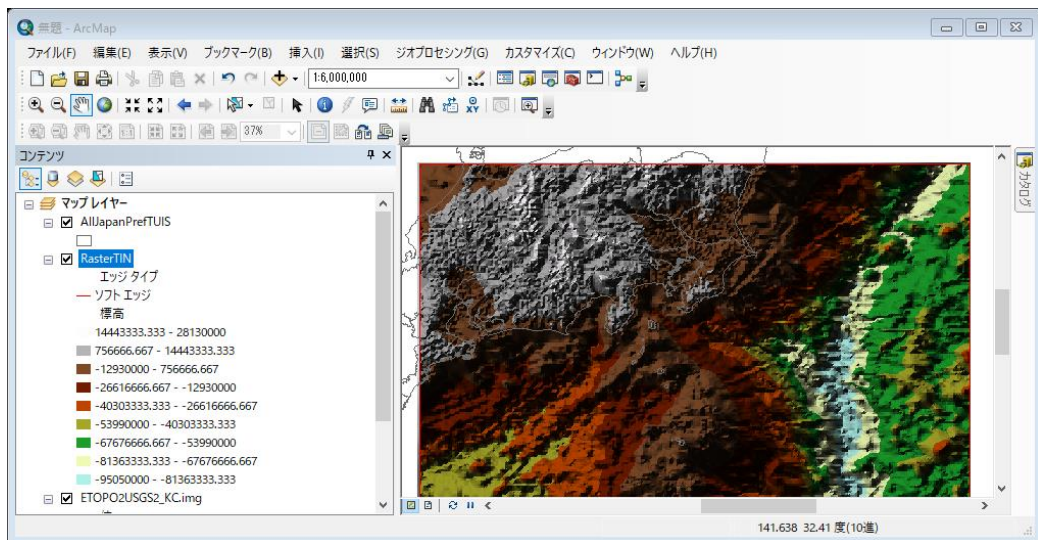 無題 - ArcMap
ファイル(F) 編集(E) 表示(V) ブックマーク(B) 挿入(I) 選択(S) ジオプロセシング(G) カスタマイズ(C) ウィンドウ(W) ヘルプ(H)
1:6,000,000
37%
コンテンツ
カタログ
マップ レイヤー
AllJapanPrefTUIS
RasterTIN
エッジ タイプ
ソフト エッジ
標高
14443333.333 - 28130000
756666.667 - 14443333.333
-12930000 - 756666.667
-26616666.667 - -12930000
-40303333.333 - -26616666.667
-53990000 - -40303333.333
-67676666.667 - -53990000
-81363333.333 - -67676666.667
-95050000 - -81363333.333
ETOPO2USGS2_KC.img
141.638 32.41 度(10進)